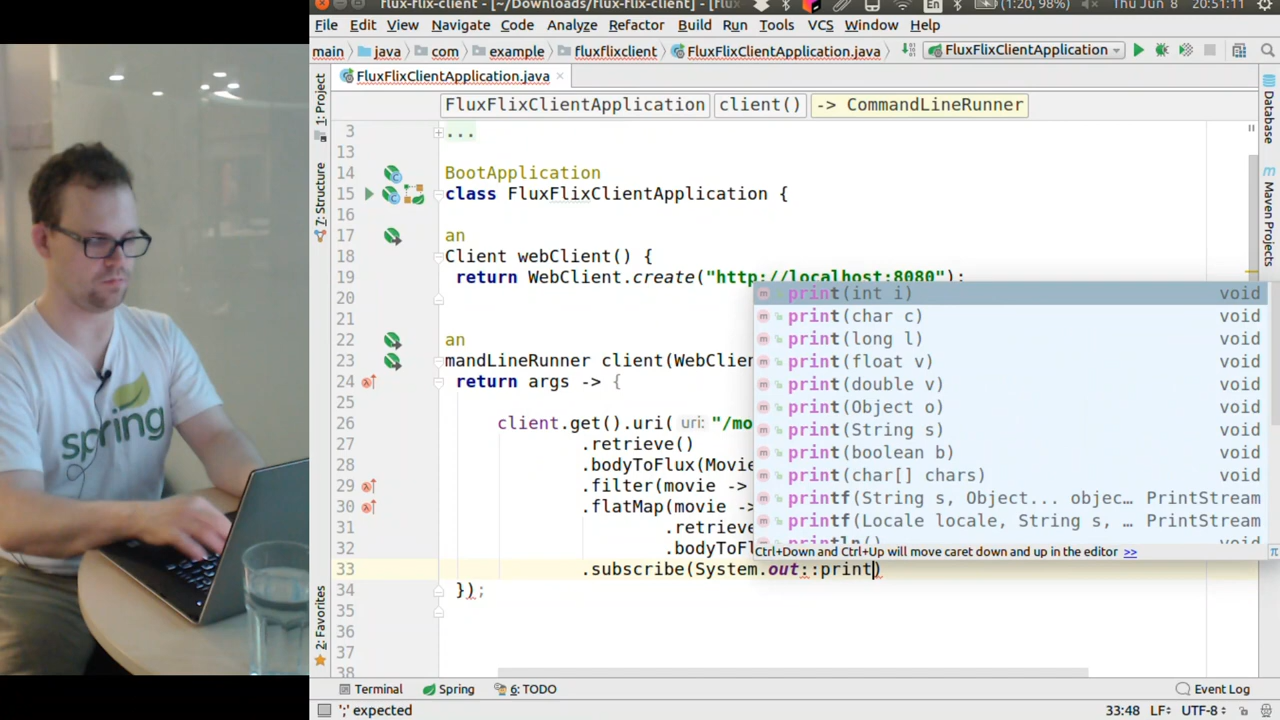 flux-flix-client - [~/Downloads/flux-flix-client] - [flux
En
(1:20, 98%)
Thu Jun 8 20:51:11
File Edit View Navigate Code Analyze Refactor Build Run Tools VCS Window Help
main java com example fluxflixclient FluxFlixClientApplication.java FluxFlixClientApplication
FluxFlixClientApplication.java
FluxFlixClientApplication client() -> CommandLineRunner
1: Project
7: Structure
2: Favorites
Database
Maven Projects
spring
3 ...
13
14 BootApplication
15 class FluxFlixClientApplication {
16
17 an
18 Client webClient() {
19 return WebClient.create("http://localhost:8080");
20
21
22 an
23 mandLineRunner client(WebClien
24 return args -> {
25
26 client.get().uri( uri: "/mo
27 .retrieve()
28 .bodyToFlux(Movie
29 .filter(movie ->
30 .flatMap(movie ->
31 .retrieve
32 .bodyToFl
33 .subscribe(System.out::print)
34 });
35
36
37
38
print(int i) void
print(char c) void
print(long l) void
print(float v) void
print(double v) void
print(Object o) void
print(String s) void
print(boolean b) void
print(char[] chars) void
printf(String s, Object... objec… PrintStream
printf(Locale locale, String s, … PrintStream
println() void
Ctrl+Down and Ctrl+Up will move caret down and up in the editor >>
Terminal Spring 6: TODO Event Log
';' expected 33:48 LF÷ UTF-8÷